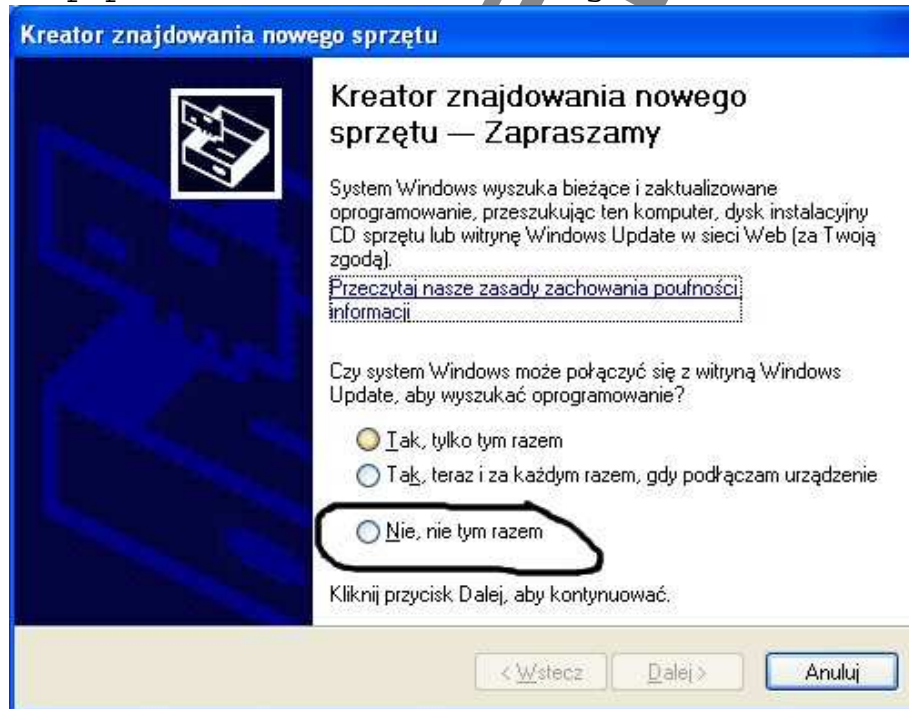 Kreator znajdowania nowego sprzętu
Kreator znajdowania nowego
sprzętu — Zapraszamy
System Windows wyszuka bieżące i zaktualizowane
oprogramowanie, przeszukując ten komputer, dysk instalacyjny
CD sprzętu lub witrynę Windows Update w sieci Web (za Twoją
zgodą).
Przeczytaj nasze zasady zachowania poufności
informacji
Czy system Windows może połączyć się z witryną Windows
Update, aby wyszukać oprogramowanie?
Tak, tylko tym razem
Tak, teraz i za każdym razem, gdy podłączam urządzenie
Nie, nie tym razem
Kliknij przycisk Dalej, aby kontynuować.
< Wstecz Dalej > Anuluj